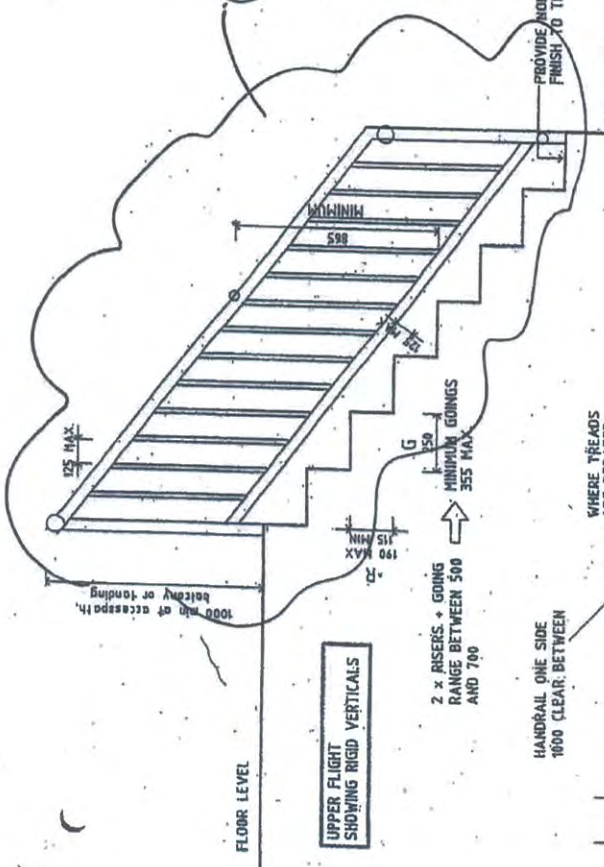 125 MAX.
1000 min at accesspath,
balcony or landing
865
MINIMUM
FLOOR LEVEL
UPPER FLIGHT
SHOWING RIGID VERTICALS
R.
190 MAX
115 MIN
125 MAX.
G
250
MINIMUM GOINGS
355 MAX
2 x RISERS. + GOING
RANGE BETWEEN 500
AND 700
PROVIDE
FINISH TO
HANDRAIL ONE SIDE
1000 CLEAR BETWEEN
WHERE TREADS